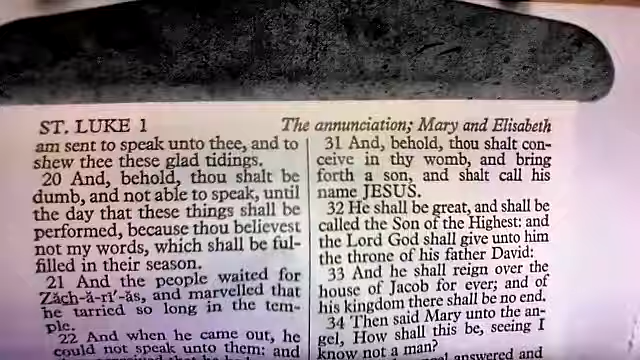 ST. LUKE 1
The annunciation; Mary and Elisabeth
am sent to speak unto thee, and to
shew thee these glad tidings.
20 And, behold, thou shalt be
dumb, and not able to speak, until
the day that these things shall be
performed, because thou believest
not my words, which shall be ful-
filled in their season.
21 And the people waited for
Zăch-ă-rī′-ăs, and marvelled that
he tarried so long in the tem-
ple.
22 And when he came out, he
could not speak unto them: and
31 And, behold, thou shalt con-
ceive in thy womb, and bring
forth a son, and shalt call his
name JESUS.
32 He shall be great, and shall be
called the Son of the Highest: and
the Lord God shall give unto him
the throne of his father David:
33 And he shall reign over the
house of Jacob for ever; and of
his kingdom there shall be no end.
34 Then said Mary unto the an-
gel, How shall this be, seeing I
know not a man?
answered and